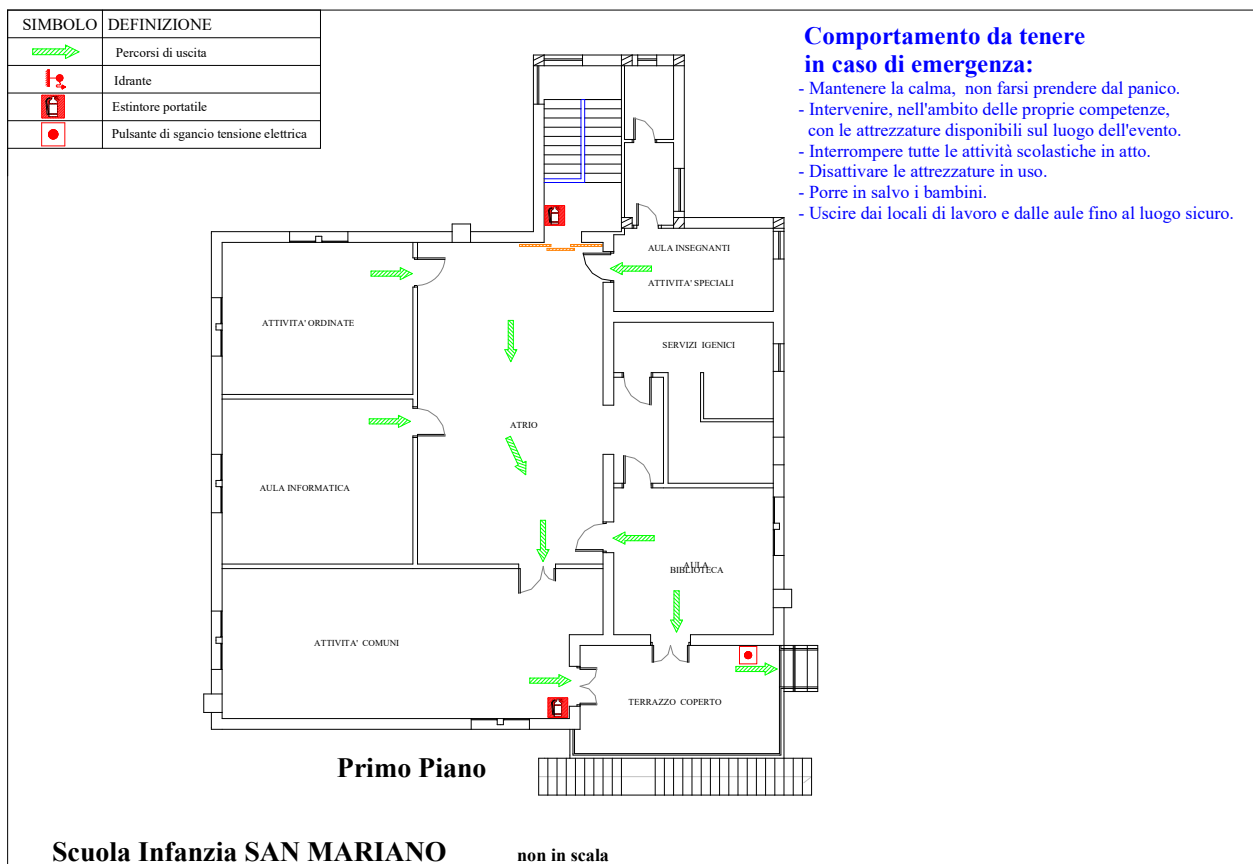 SIMBOLO DEFINIZIONE
Percorsi di uscita
Idrante
Estintore portatile
Pulsante di sgancio tensione elettrica
Comportamento da tenere
in caso di emergenza:
- Mantenere la calma, non farsi prendere dal panico.
- Intervenire, nell'ambito delle proprie competenze,
con le attrezzature disponibili sul luogo dell'evento.
- Interrompere tutte le attività scolastiche in atto.
- Disattivare le attrezzature in uso.
- Porre in salvo i bambini.
- Uscire dai locali di lavoro e dalle aule fino al luogo sicuro.
AULA INSEGNANTI
ATTIVITA' SPECIALI
ATTIVITA' ORDINATE
SERVIZI IGENICI
ATRIO
AULA INFORMATICA
AULA
BIBLIOTECA
ATTIVITA' COMUNI
TERRAZZO COPERTO
Primo Piano
Scuola Infanzia SAN MARIANO
non in scala